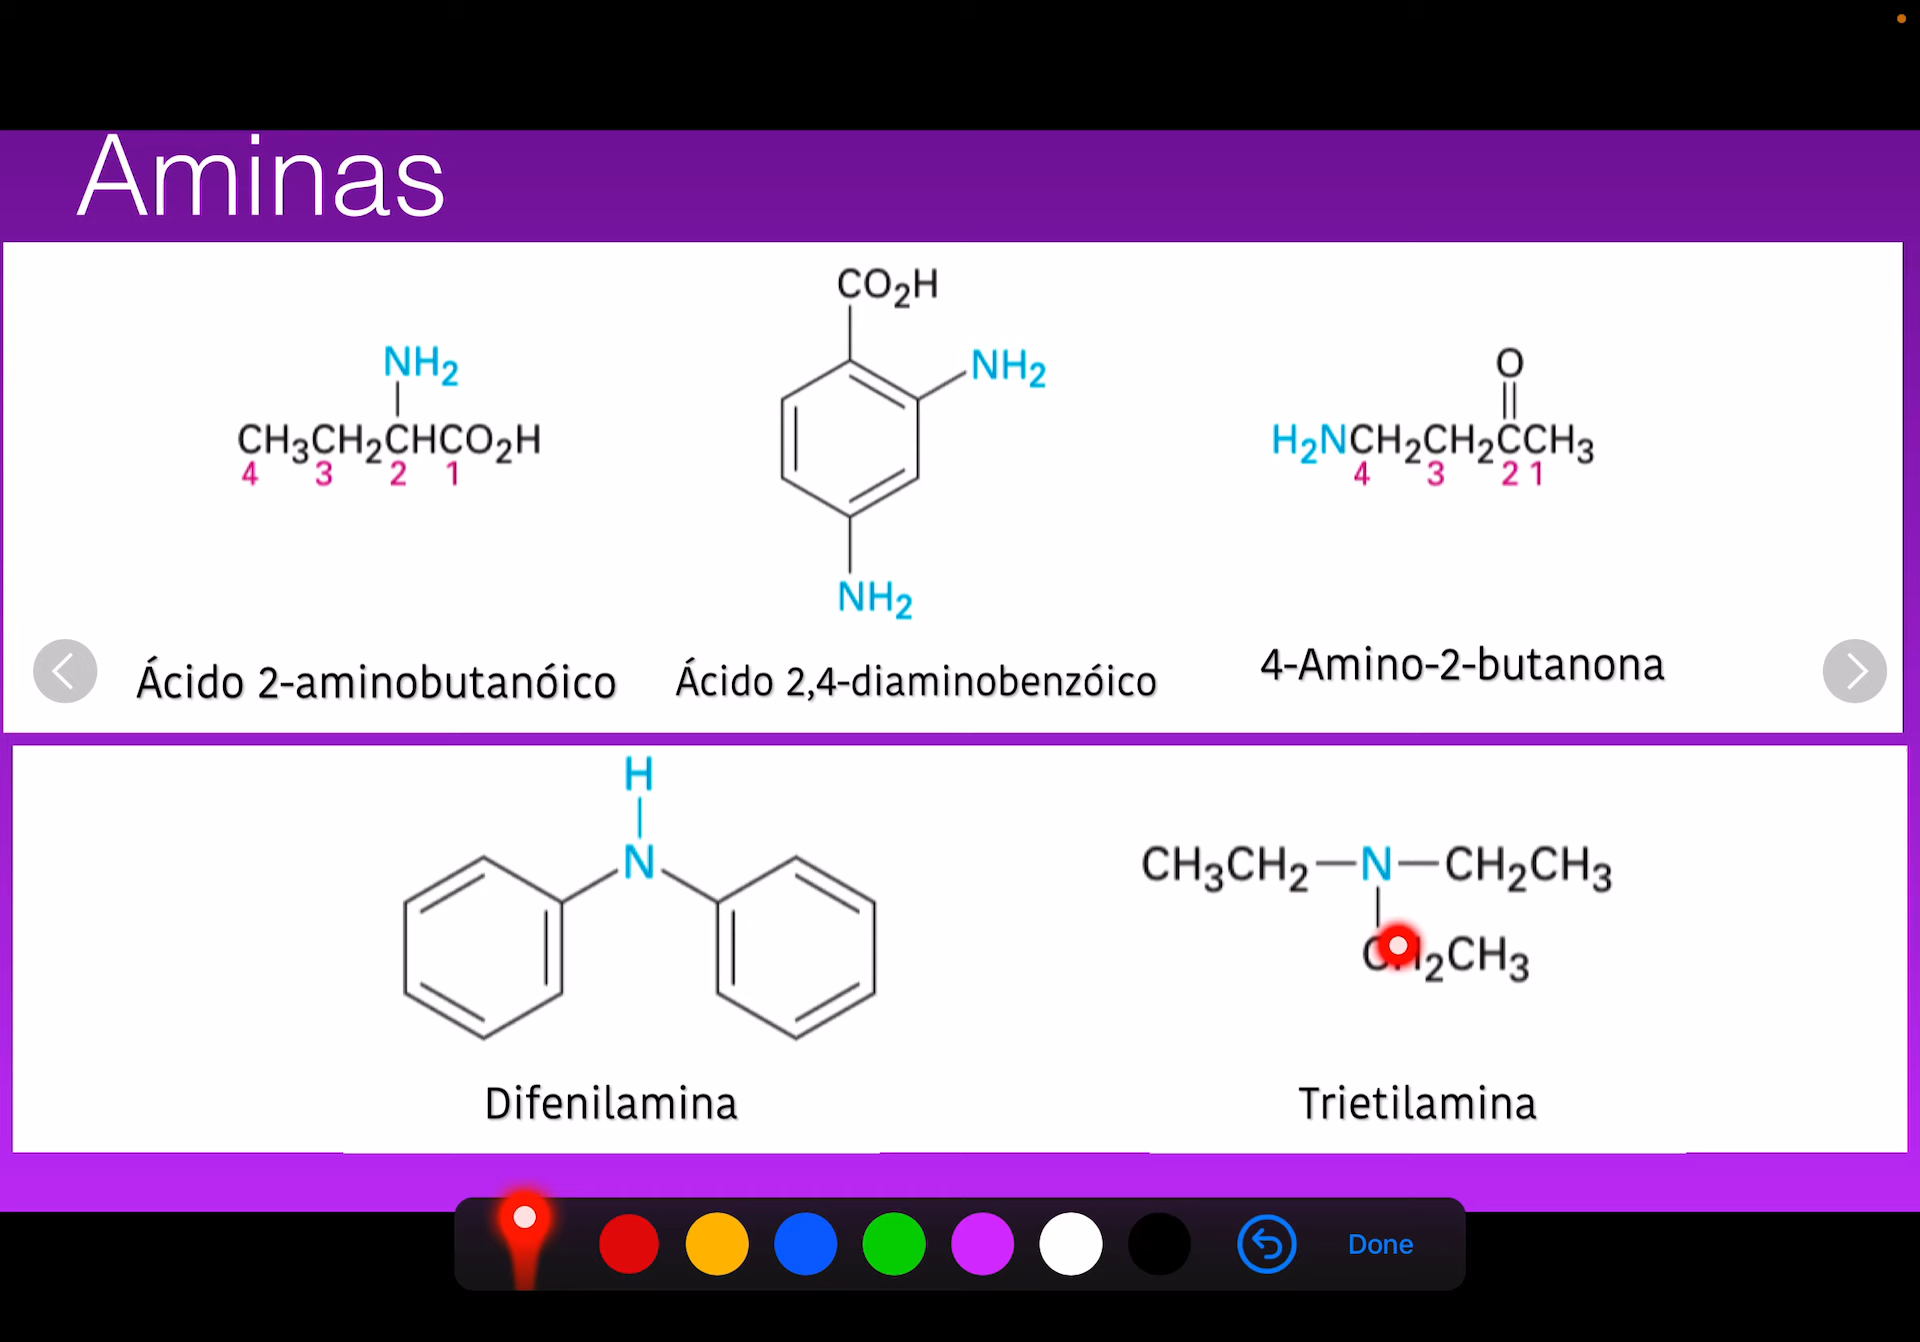 Aminas
CO₂H
NH₂
NH₂
CH₃CH₂CHCO₂H
4 3 2 1
NH₂
O
H₂NCH₂CH₂CCH₃
4 3 2 1
Ácido 2-aminobutanóico
Ácido 2,4-diaminobenzóico
4-Amino-2-butanona
H
N
CH₃CH₂—N—CH₂CH₃
₂CH₃
Difenilamina
Trietilamina
Done